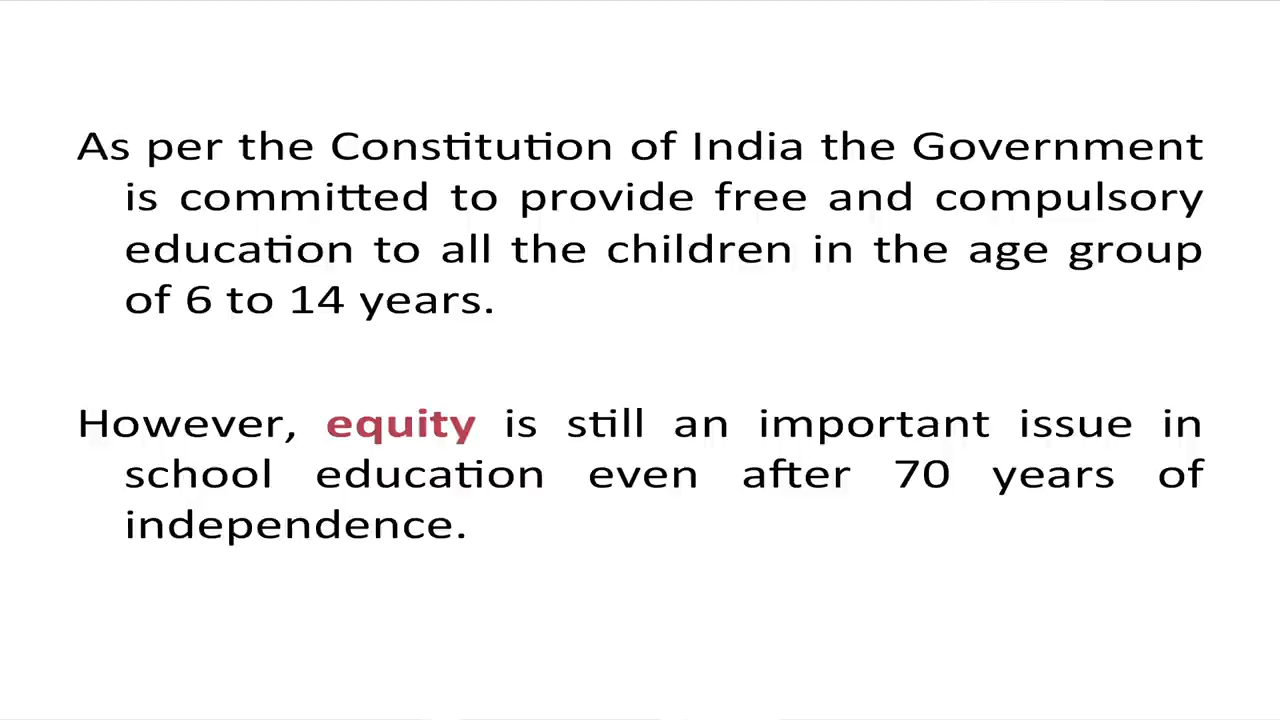 As per the Constitution of India the Government
is committed to provide free and compulsory
education to all the children in the age group
of 6 to 14 years.
However, equity is still an important issue in
school education even after 70 years of
independence.